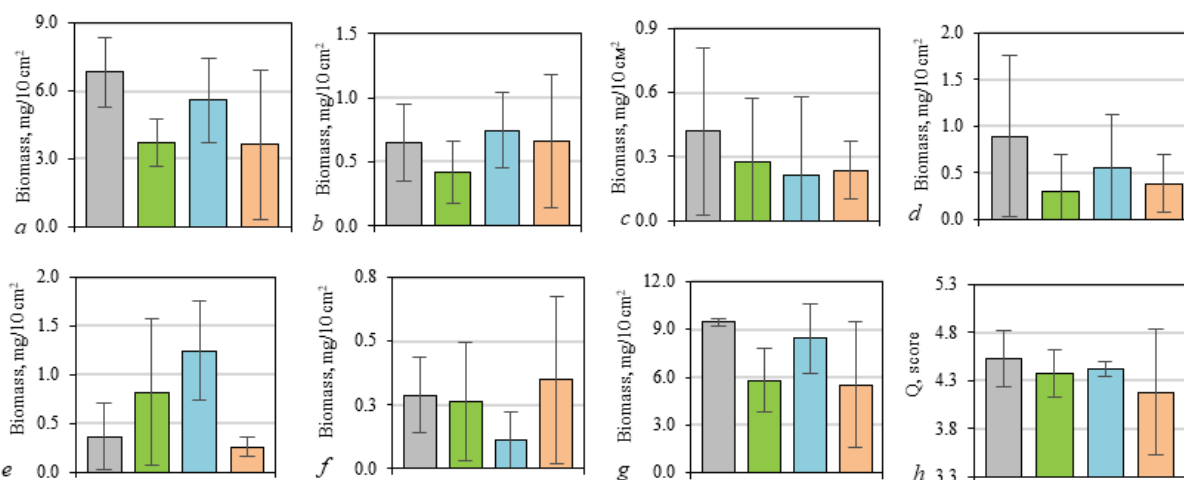 9.0
6.0
3.0
0.0
Biomass, mg/10 cm²
a
1.5
1.0
0.5
0.0
Biomass, mg/10 cm²
b
0.9
0.6
0.3
0.0
Biomass, mg/10 см²
c
2.0
1.5
1.0
0.5
0.0
Biomass, mg/10 cm²
d
2.0
1.5
1.0
0.5
0.0
Biomass, mg/10 cm²
e
0.8
0.5
0.3
0.0
Biomass, mg/10 cm²
f
12.0
9.0
6.0
3.0
0.0
Biomass, mg/10 cm²
g
5.3
4.8
4.3
3.8
3.3
Q, score
h